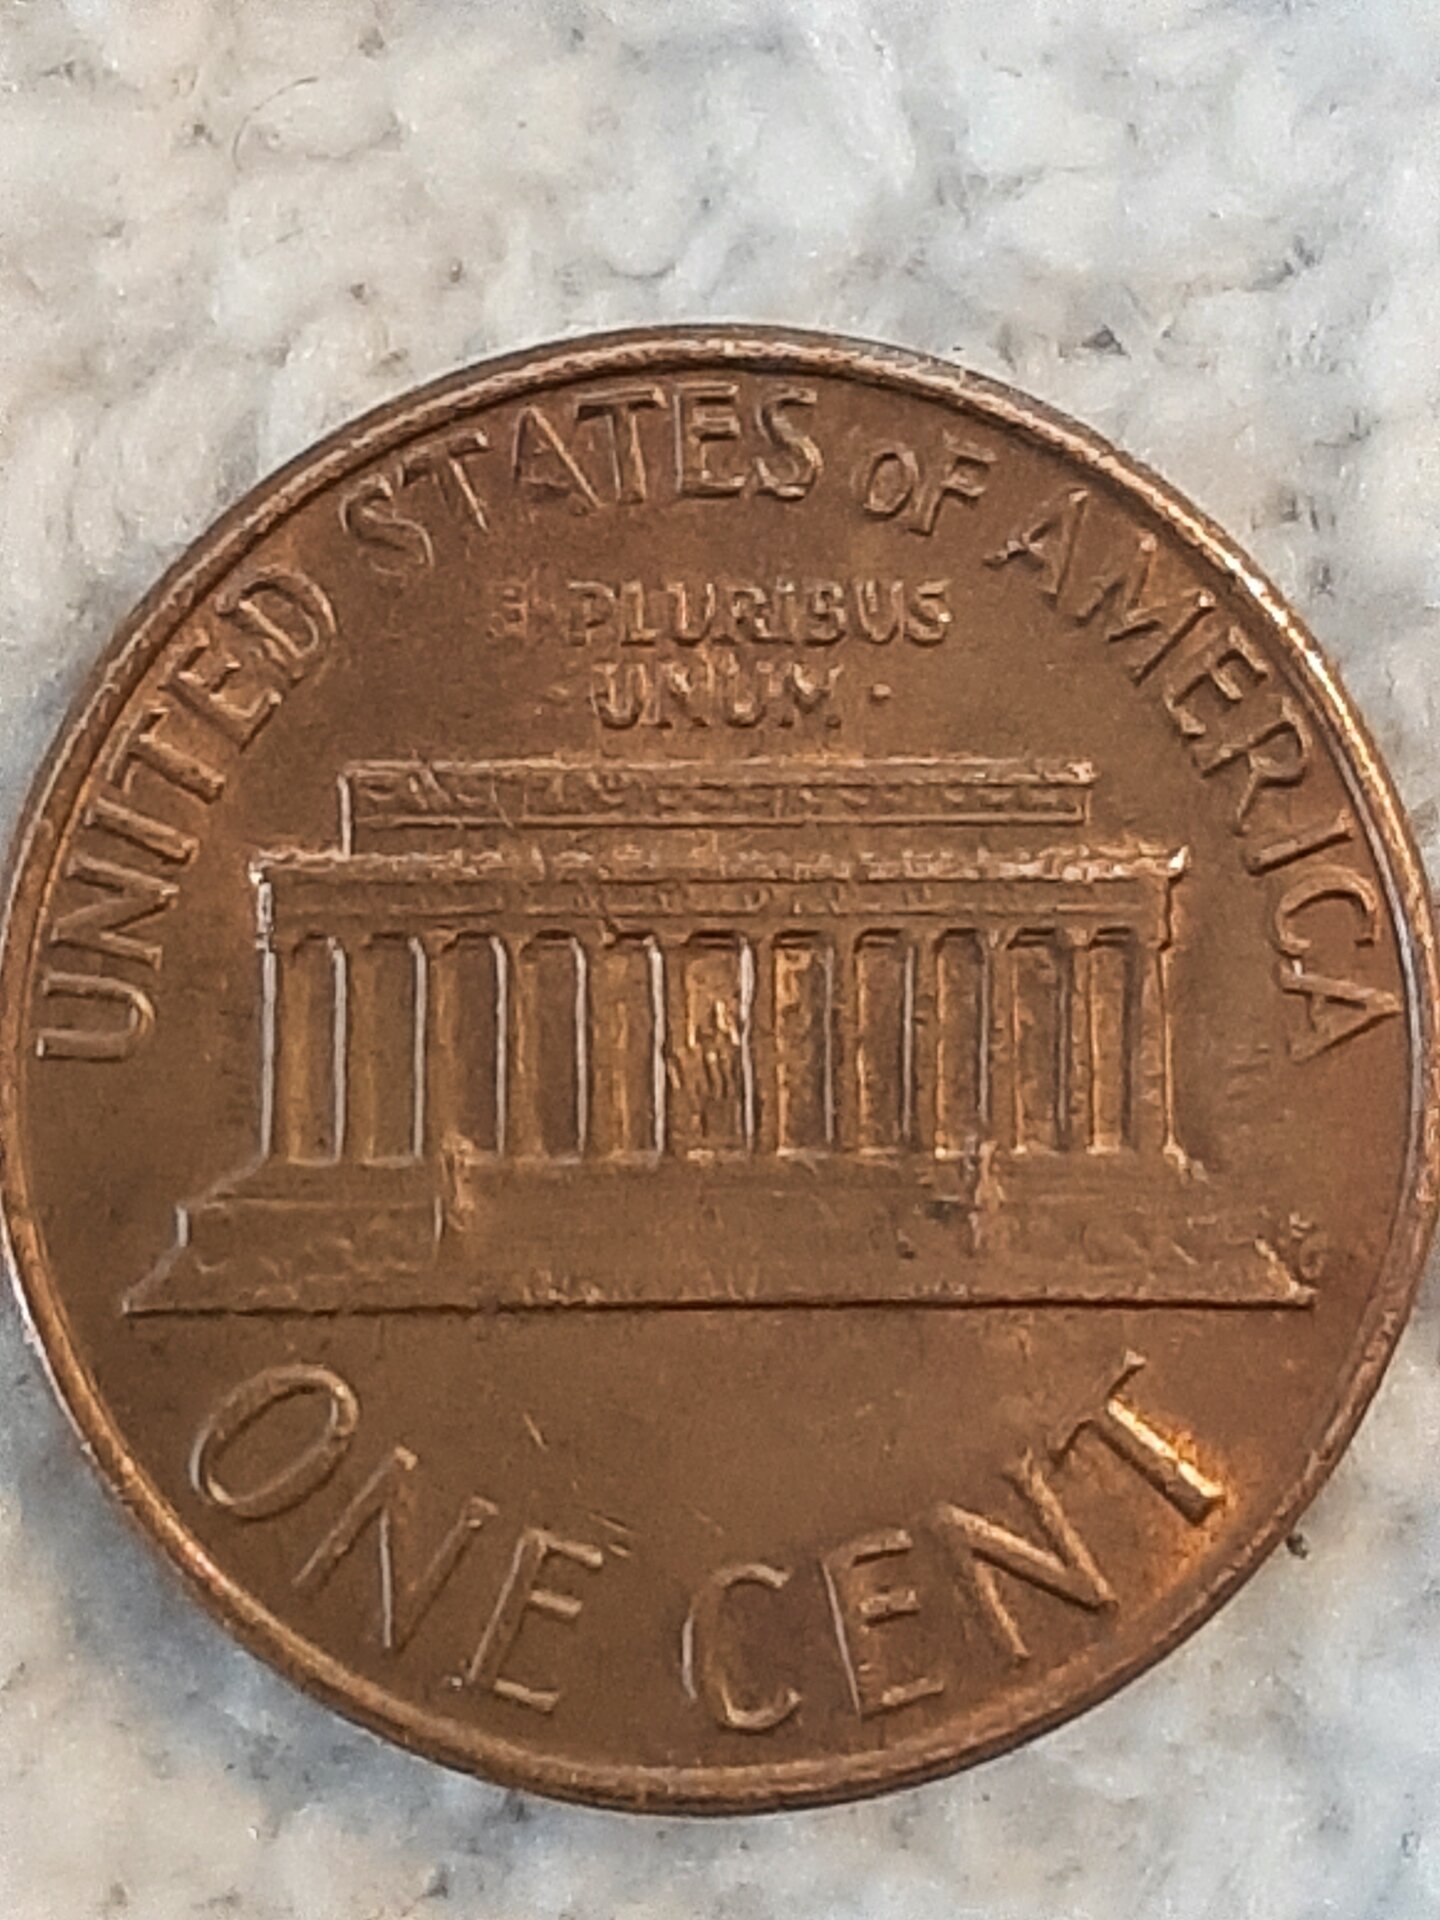 UNITED STATES OF AMERICA
E PLURIBUS
· UNUM ·
ONE CENT